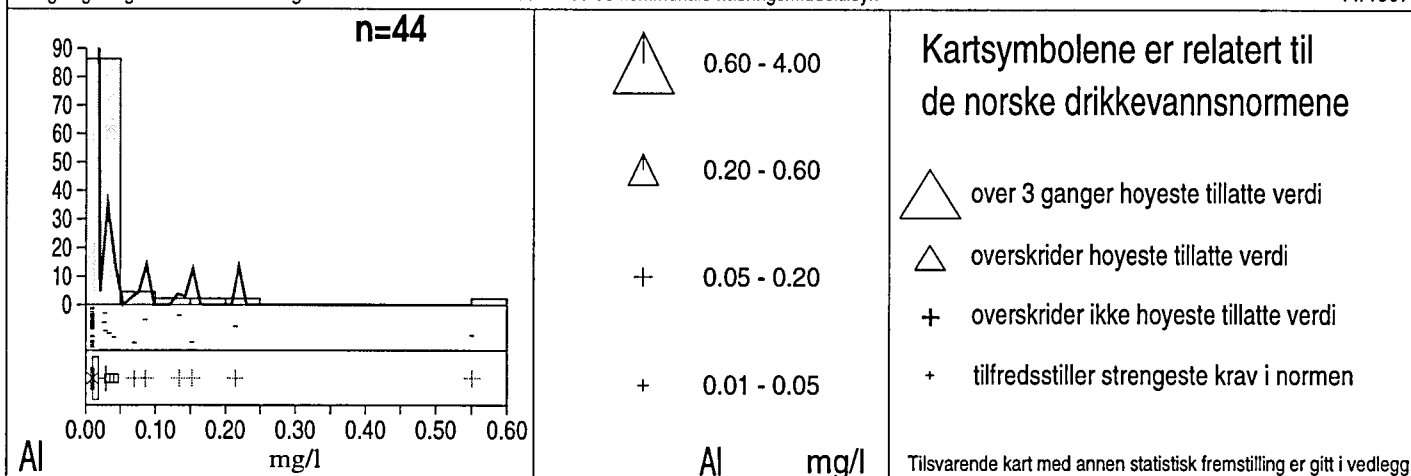 n=44
90
80
70
60
50
40
30
20
10
0
0.00 0.10 0.20 0.30 0.40 0.50 0.60
Al mg/l
0.60 - 4.00
0.20 - 0.60
0.05 - 0.20
0.01 - 0.05
Al mg/l
Kartsymbolene er relatert til
de norske drikkevannsnormene
over 3 ganger hoyeste tillatte verdi
overskrider hoyeste tillatte verdi
overskrider ikke hoyeste tillatte verdi
tilfredsstiller strengeste krav i normen
Tilsvarende kart med annen statistisk fremstilling er gitt i vedlegg